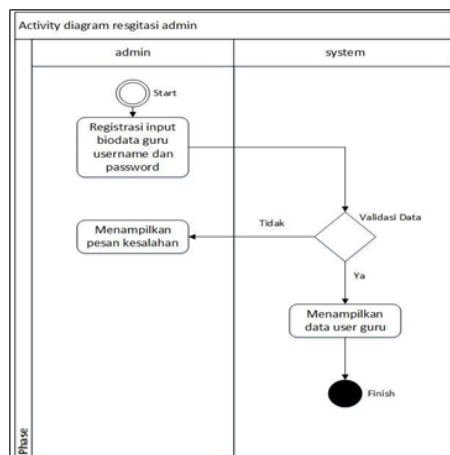 Activity diagram resgitasi admin
admin
system
Start
Registrasi input
biodata guru
username dan
password
Validasi Data
Tidak
Menampilkan
pesan kesalahan
Ya
Menampilkan
data user guru
Finish
Phase